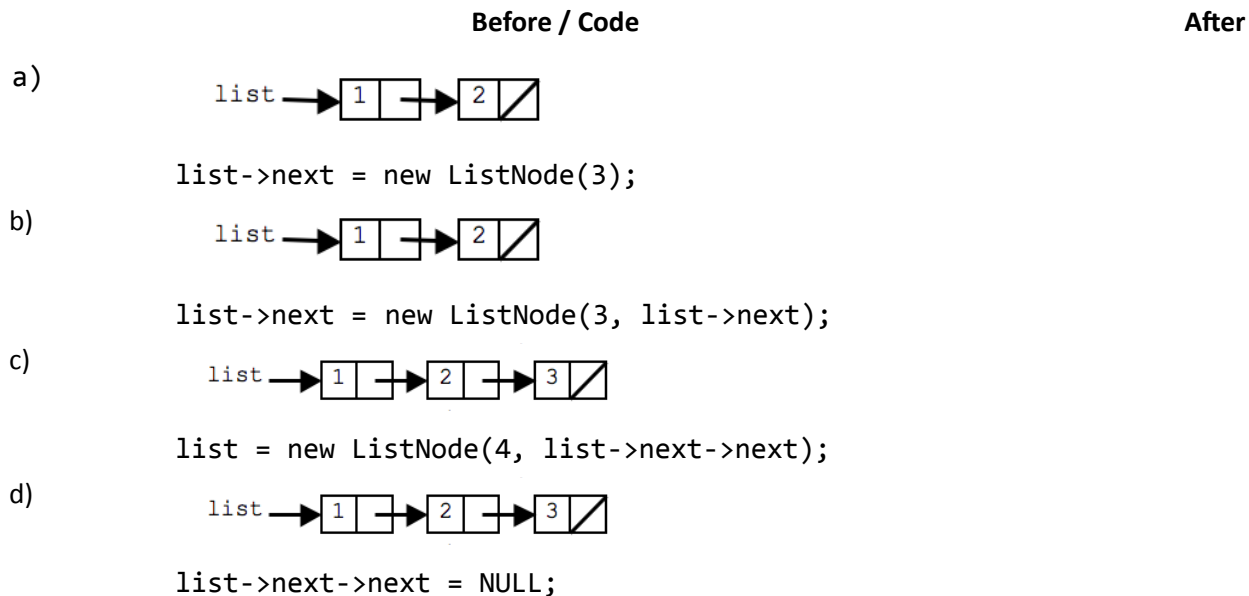 Before / Code After
a)
list 1 2
list->next = new ListNode(3);
b)
list 1 2
list->next = new ListNode(3, list->next);
c)
list 1 2 3
list = new ListNode(4, list->next->next);
d)
list 1 2 3
list->next->next = NULL;